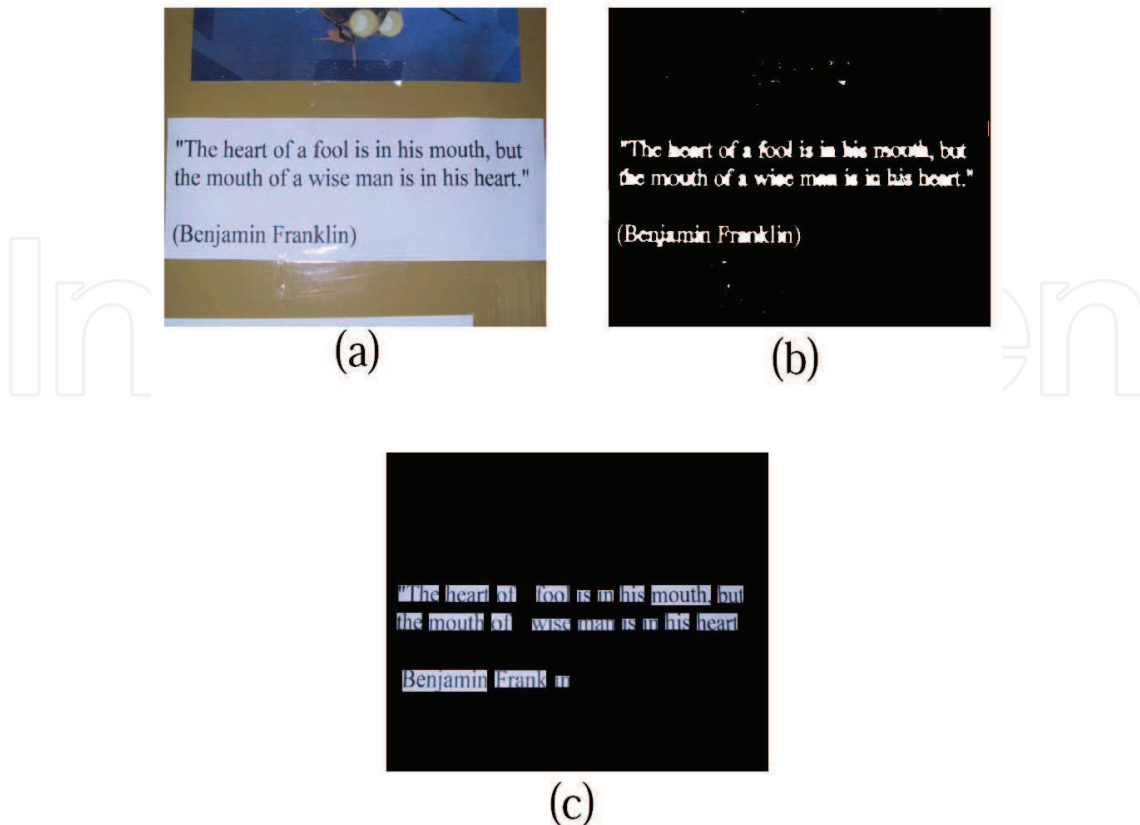 "The heart of a fool is in his mouth, but
the mouth of a wise man is in his heart."
(Benjamin Franklin)
(a)
"The heart of a fool is in his mouth, but
the mouth of a wise man is in his heart."
(Benjamin Franklin)
(b)
"The heart of fool is in his mouth, but
the mouth of wise man is in his heart
Benjamin Frank in
(c)